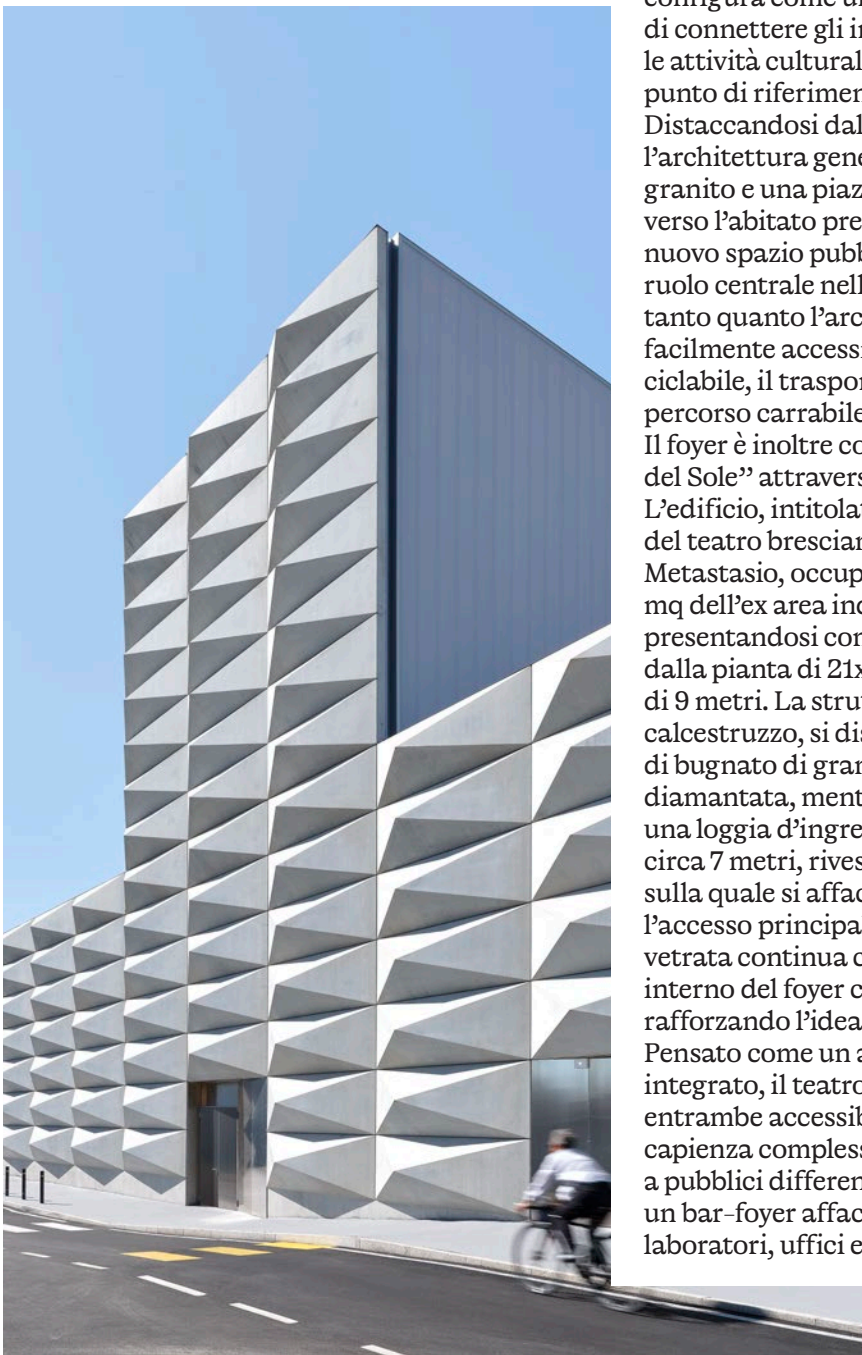 di connettere gli i
le attività cultural
punto di riferimen
Distaccandosi dal
l'architettura gene
granito e una piaz
verso l'abitato pre
nuovo spazio pubb
ruolo centrale nell
tanto quanto l'arc
facilmente access
ciclabile, il traspo
percorso carrabile
Il foyer è inoltre co
del Sole” attravers
L'edificio, intitolat
del teatro brescian
Metastasio, occup
mq dell'ex area ind
presentandosi con
dalla pianta di 21x
di 9 metri. La stru
calcestruzzo, si di
di bugnato di gran
diamantata, ment
una loggia d'ingre
circa 7 metri, rives
sulla quale si affac
l'accesso principa
vetrata continua c
interno del foyer c
rafforzando l'idea
Pensato come un a
integrato, il teatro
entrambe accessib
capienza compless
a pubblici differen
un bar-foyer affac
laboratori, uffici e